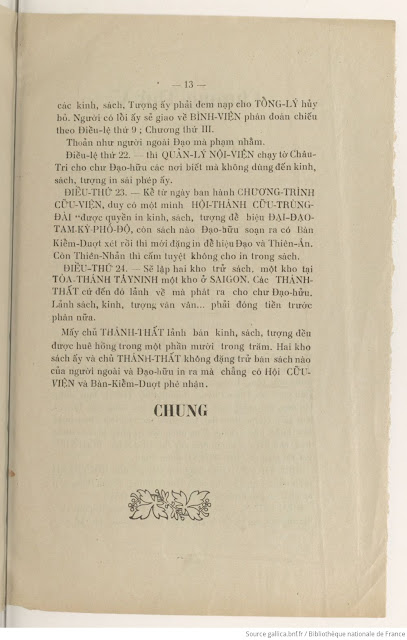 — 13 —
các kinh, sách, Tượng ấy phải đem nạp cho TỔNG-LÝ hủy
bỏ. Người có lỗi ấy sẽ giao về BÌNH-VIỆN phán đoán chiếu
theo Điều-lệ thứ 9 ; Chương thứ III.
Thoản như người ngoài Đạo mà phạm nhằm.
Điều-lệ thứ 22. — thì QUẢN-LÝ NỘI-VIỆN chạy tờ Châu-
Tri cho chư Đạo-hữu các nơi biết mà không dùng đến kinh,
sách, tượng in sái phép ấy.
ĐIỀU-THỨ 23. — Kể từ ngày ban hành CHƯƠNG-TRÌNH
CỬU-VIỆN, duy có một mình HỘI-THÁNH CỬU-TRÙNG-
ĐÀI "được quyền in kinh, sách, tượng đề hiệu ĐẠI-ĐẠO-
TAM-KỲ-PHỔ-ĐỘ, còn sách nào Đạo-hữu soạn ra có Bàn
Kiểm-Duợt xét rồi thì mới đặng in đề hiệu Đạo và Thiên-Ân.
Còn Thiên-Nhãn thì cấm tuyệt không cho in trong sách.
ĐIỀU-THỨ 24. — Sẽ lập hai kho trử sách, một kho tại
TÒA-THÁNH TÂYNINH một kho ở SAIGON. Các THÁNH-
THẤT cứ đến đó lảnh về mà phát ra cho chư Đạo-hữu.
Lảnh sách, kinh, tượng vân vân... phải đóng tiền trước
phân nữa.
Mấy chủ THÁNH-THẤT lảnh bán kinh, sách, tượng đều
được huê hồng trong một phần mười trong trăm. Hai kho
sách ấy và chủ THÁNH-THẤT không đặng trử bán sách nào
của người ngoài và Đạo-hữu in ra mà chẳng có Hội CỬU-
VIỆN và Bàn-Kiểm-Duợt phê nhận.
CHUNG
Source gallica.bnf.fr / Bibliothèque nationale de France